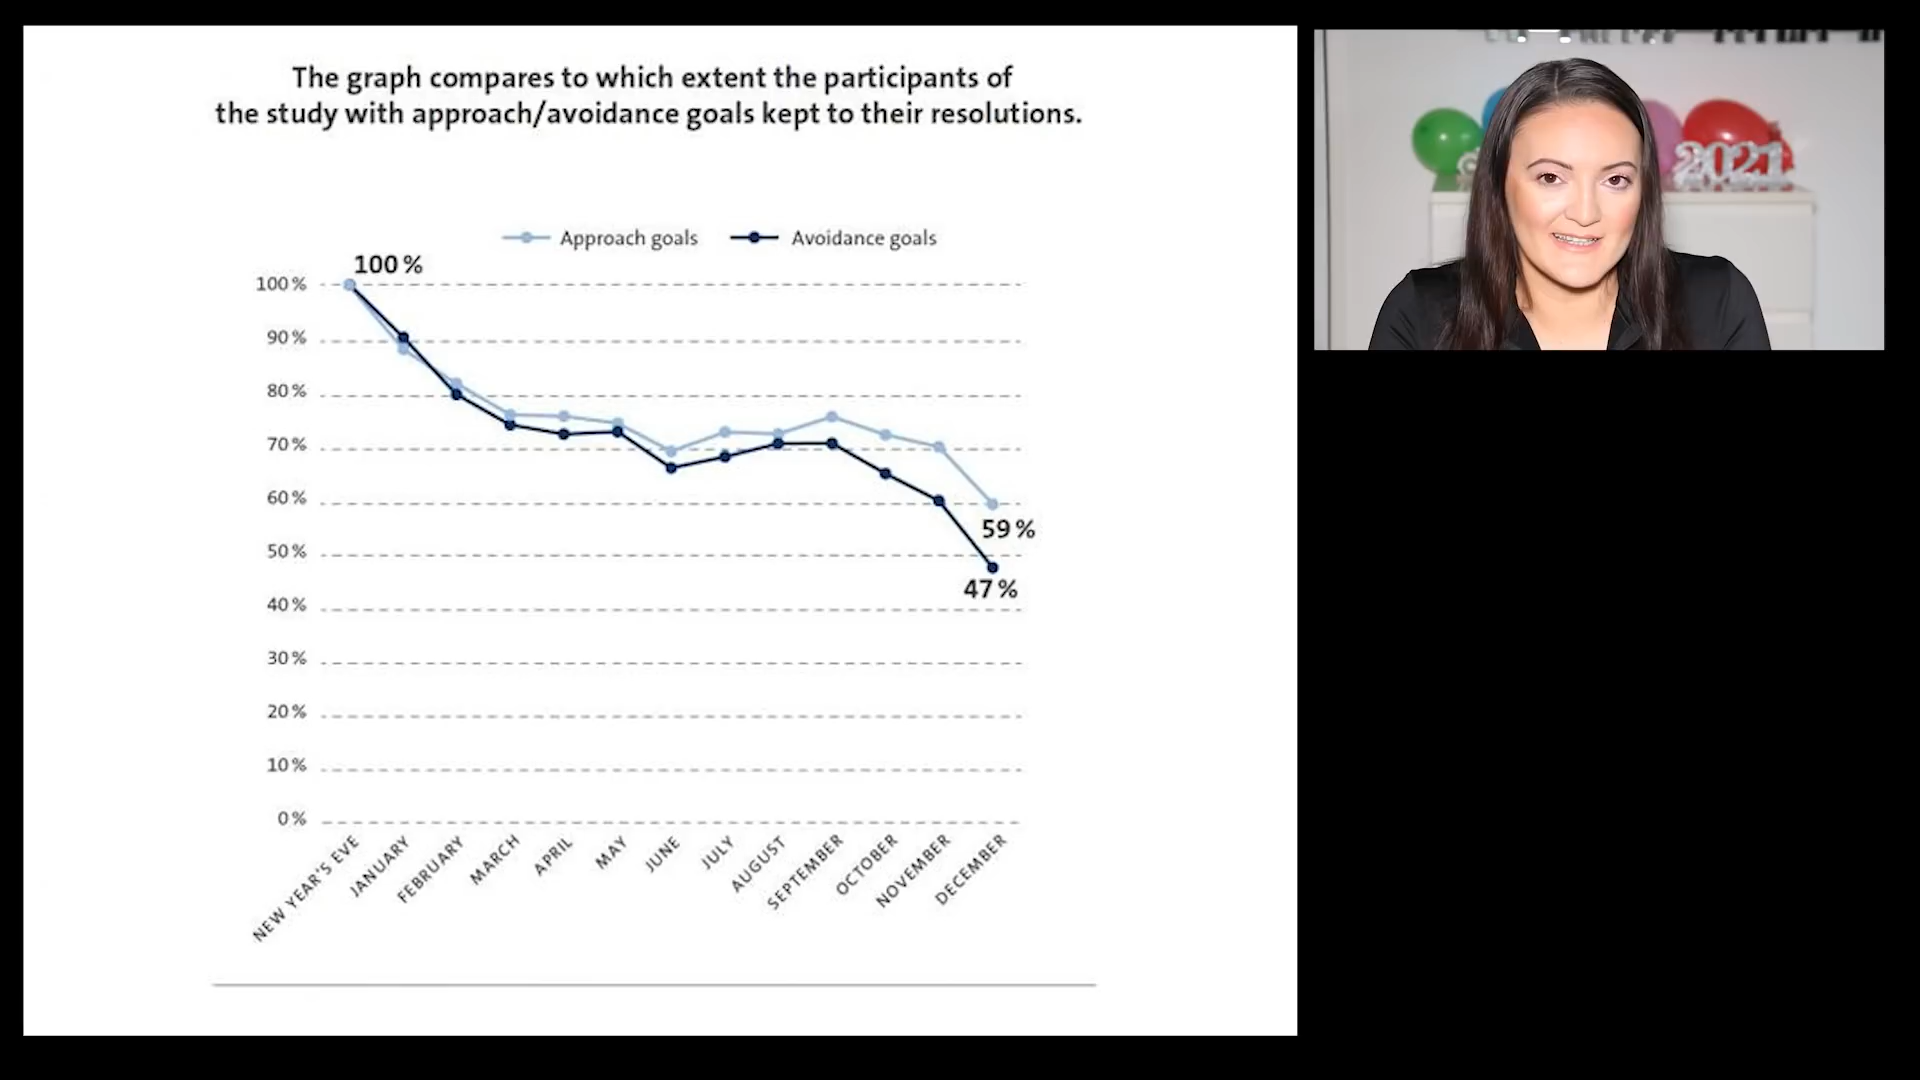 The graph compares to which extent the participants of
the study with approach/avoidance goals kept to their resolutions.
Approach goals
Avoidance goals
100 %
100 %
90 %
80 %
70 %
60 %
50 %
40 %
30 %
20 %
10 %
0 %
59 %
47 %
NEW YEAR'S EVE
JANUARY
FEBRUARY
MARCH
APRIL
MAY
JUNE
JULY
AUGUST
SEPTEMBER
OCTOBER
NOVEMBER
DECEMBER
2021